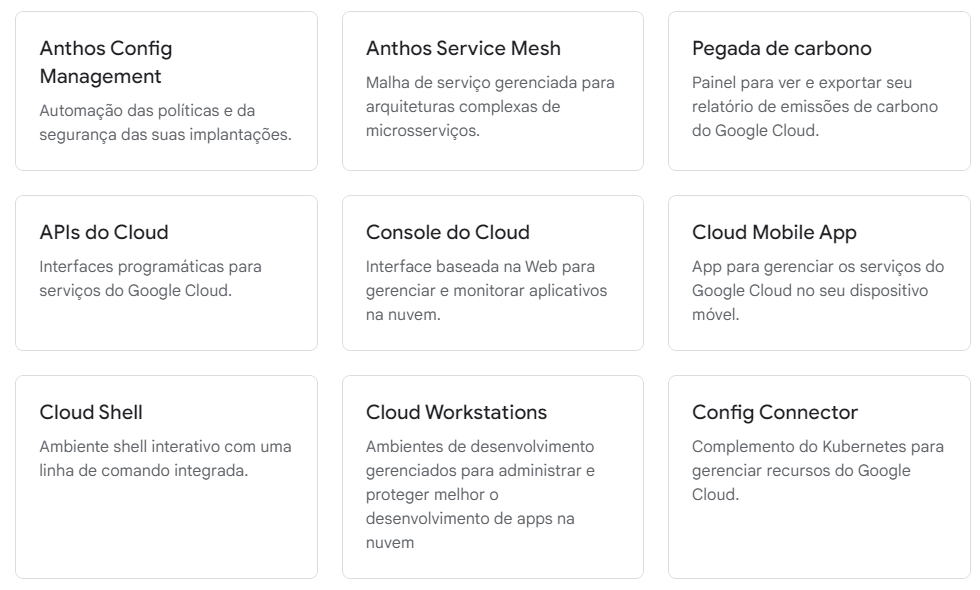 Anthos Config
Management
Automação das políticas e da
segurança das suas implantações.
Anthos Service Mesh
Malha de serviço gerenciada para
arquiteturas complexas de
microsserviços.
Pegada de carbono
Painel para ver e exportar seu
relatório de emissões de carbono
do Google Cloud.
APIs do Cloud
Interfaces programáticas para
serviços do Google Cloud.
Console do Cloud
Interface baseada na Web para
gerenciar e monitorar aplicativos
na nuvem.
Cloud Mobile App
App para gerenciar os serviços do
Google Cloud no seu dispositivo
móvel.
Cloud Shell
Ambiente shell interativo com uma
linha de comando integrada.
Cloud Workstations
Ambientes de desenvolvimento
gerenciados para administrar e
proteger melhor o
desenvolvimento de apps na
nuvem
Config Connector
Complemento do Kubernetes para
gerenciar recursos do Google
Cloud.